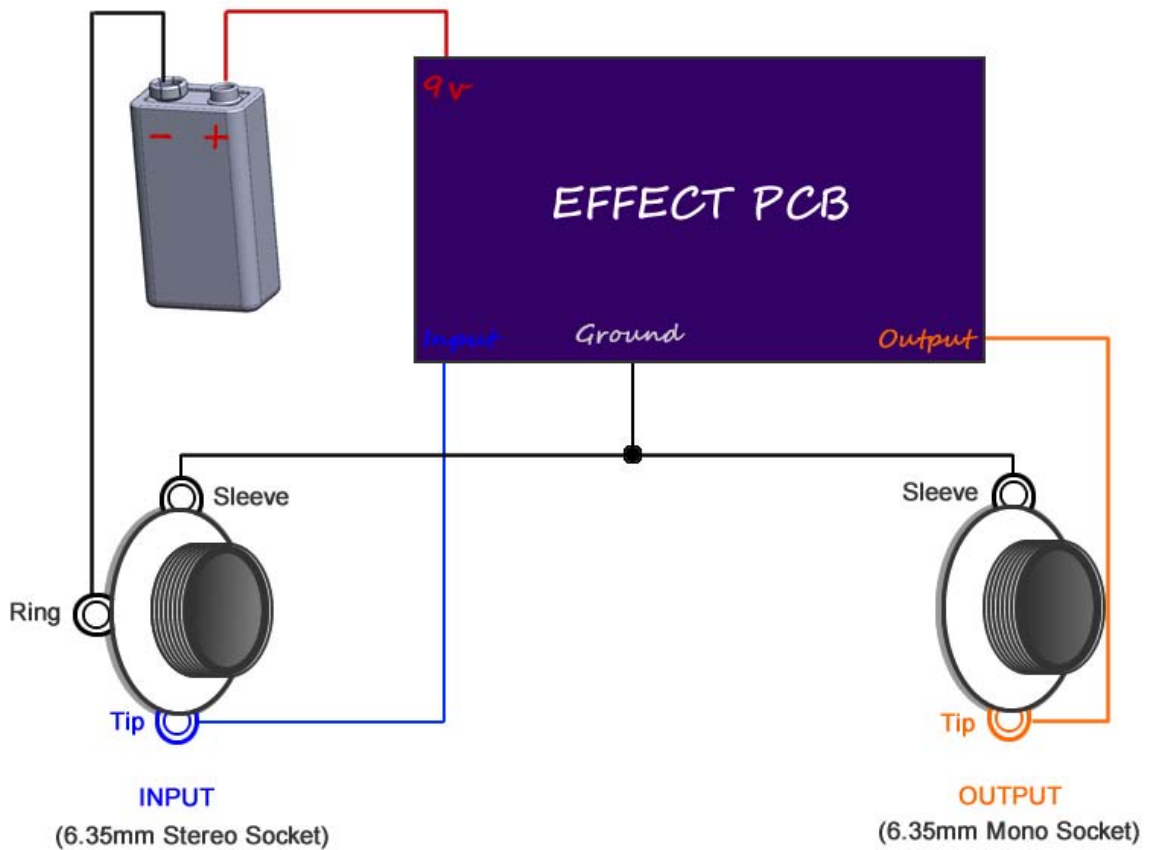 9v
- +
EFFECT PCB
Input
Ground
Output
Sleeve
Sleeve
Ring
Tip
Tip
INPUT
(6.35mm Stereo Socket)
OUTPUT
(6.35mm Mono Socket)